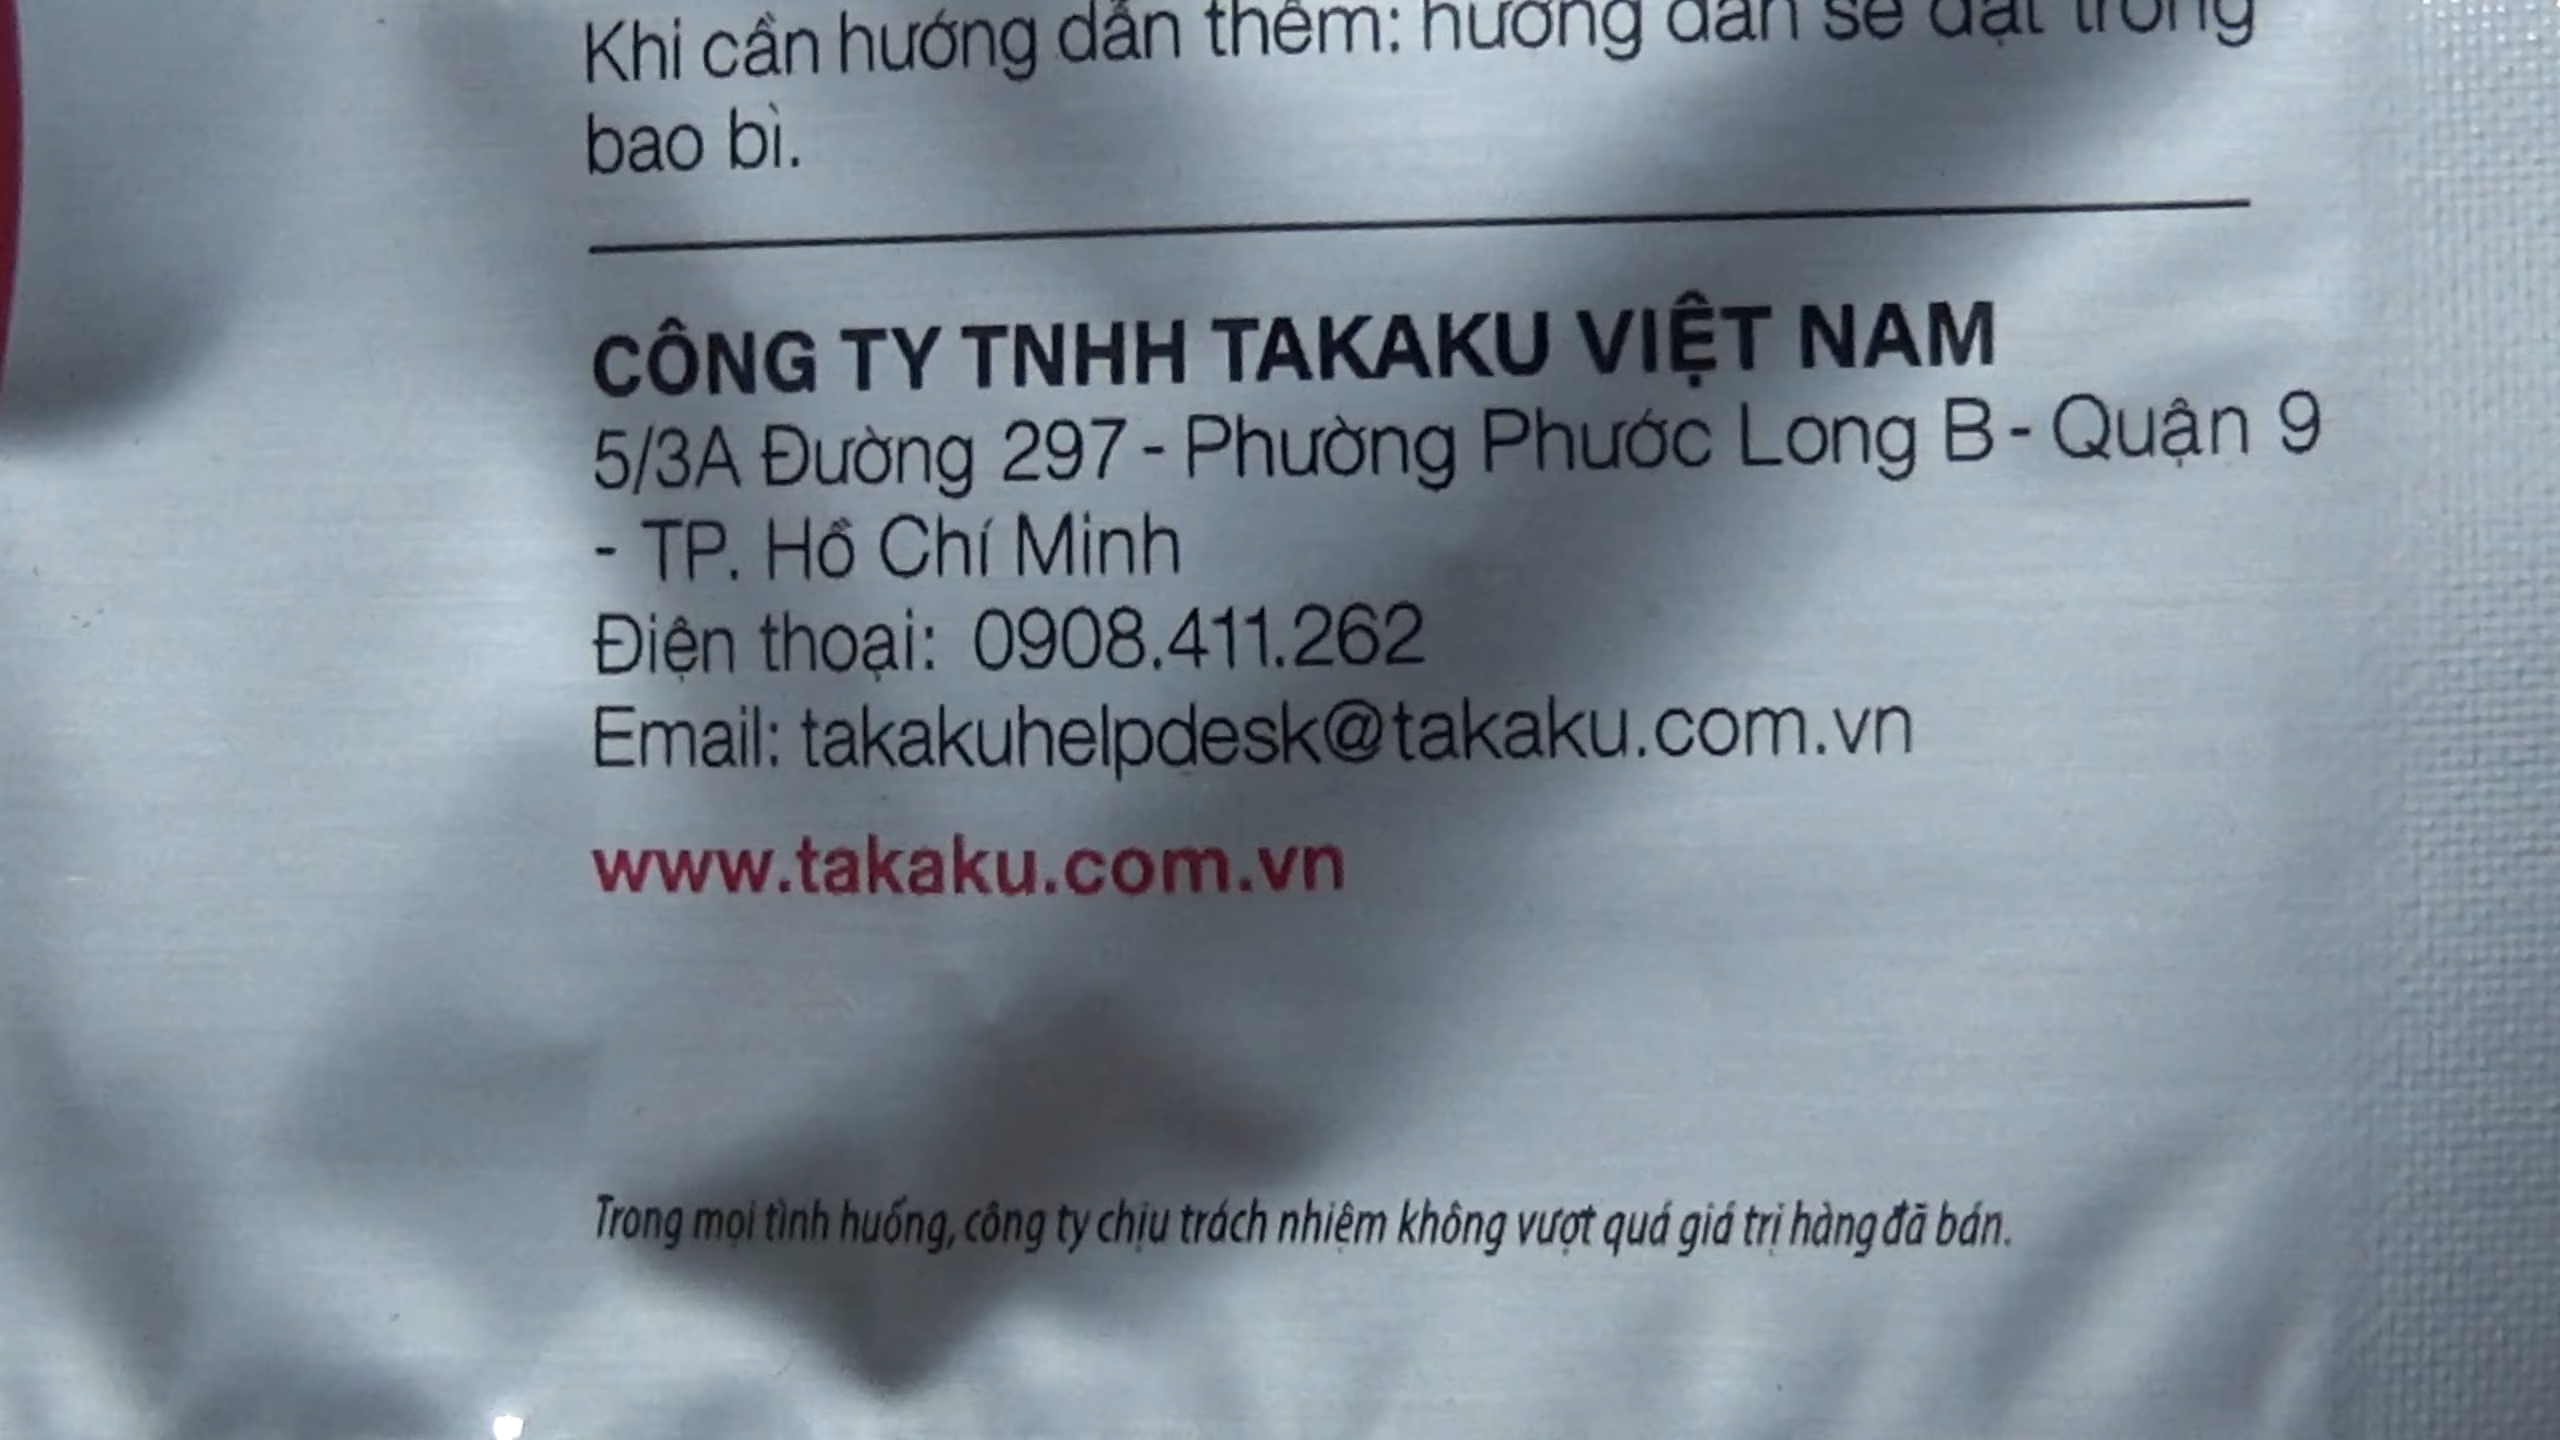 Khi cần hướng dẫn thêm: hướng dẫn sẽ đặt trong
bao bì.
CÔNG TY TNHH TAKAKU VIỆT NAM
5/3A Đường 297 - Phường Phước Long B - Quận 9
- TP. Hồ Chí Minh
Điện thoại: 0908.411.262
Email: takakuhelpdesk@takaku.com.vn
www.takaku.com.vn
Trong mọi tình huống, công ty chịu trách nhiệm không vượt quá giá trị hàng đã bán.